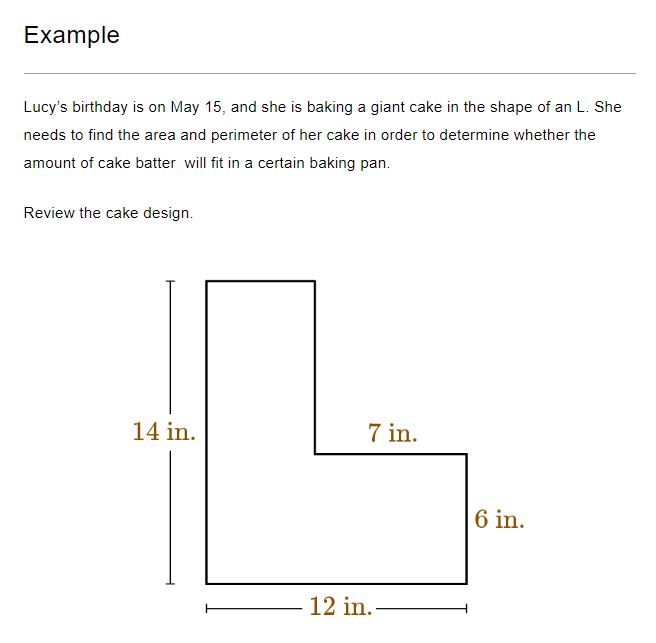 Example
Lucy’s birthday is on May 15, and she is baking a giant cake in the shape of an L. She
needs to find the area and perimeter of her cake in order to determine whether the
amount of cake batter  will fit in a certain baking pan.
Review the cake design.
14 in.
7 in.
6 in.
12 in.